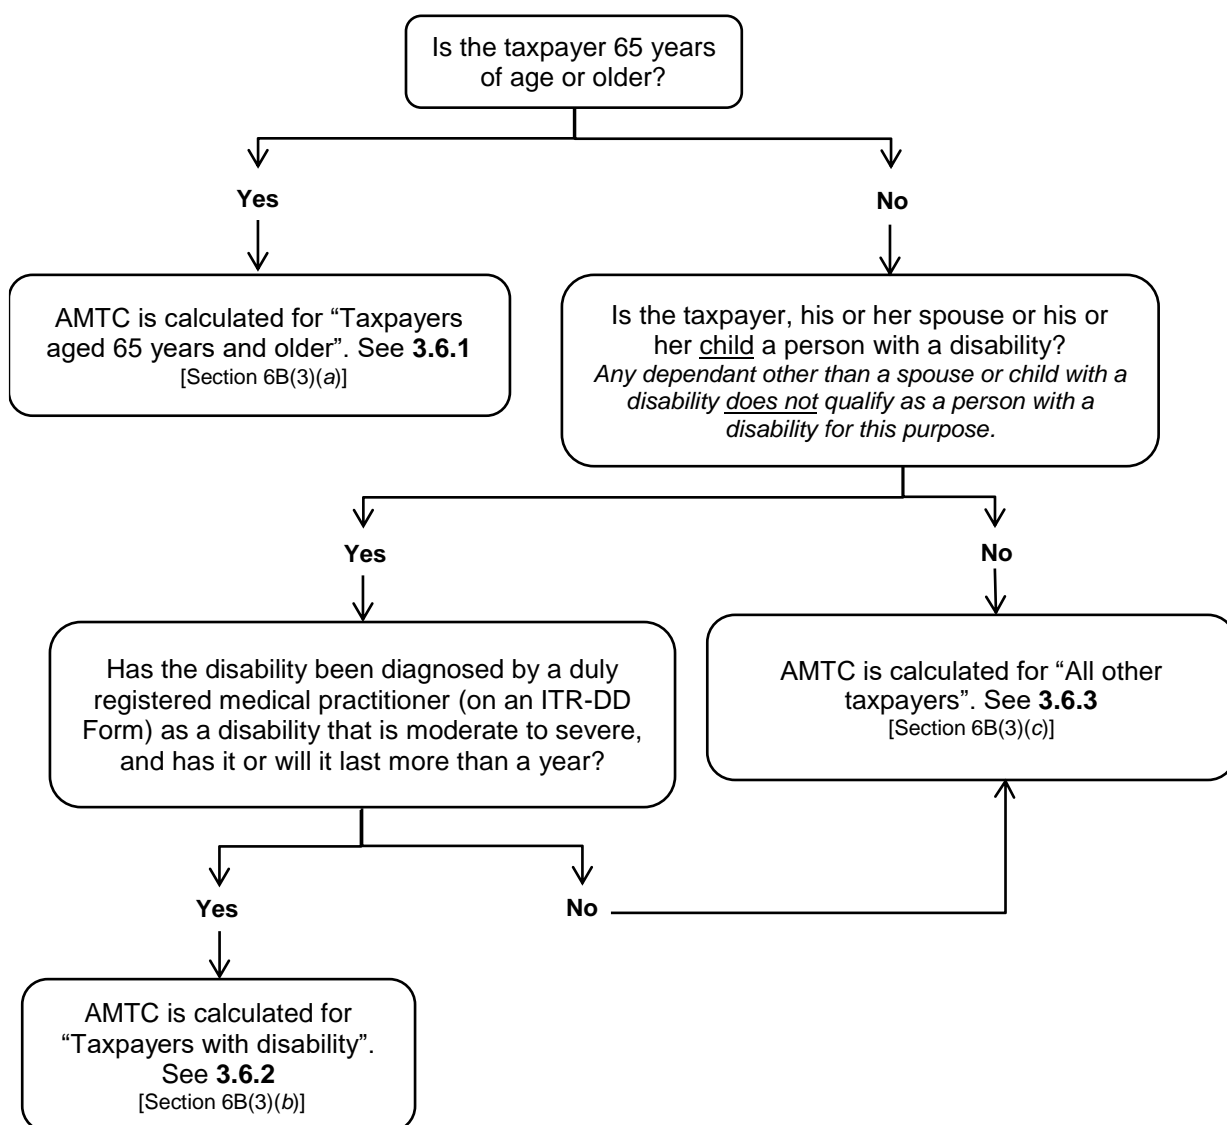 Is the taxpayer 65 years
of age or older?
Yes
No
AMTC is calculated for “Taxpayers
aged 65 years and older”. See 3.6.1
[Section 6B(3)(a)]
Is the taxpayer, his or her spouse or his or
her child a person with a disability?
Any dependant other than a spouse or child with a
disability does not qualify as a person with a
disability for this purpose.
Yes
No
Has the disability been diagnosed by a duly
registered medical practitioner (on an ITR-DD
Form) as a disability that is moderate to severe,
and has it or will it last more than a year?
AMTC is calculated for “All other
taxpayers”. See 3.6.3
[Section 6B(3)(c)]
Yes
No
AMTC is calculated for
“Taxpayers with disability”.
See 3.6.2
[Section 6B(3)(b)]